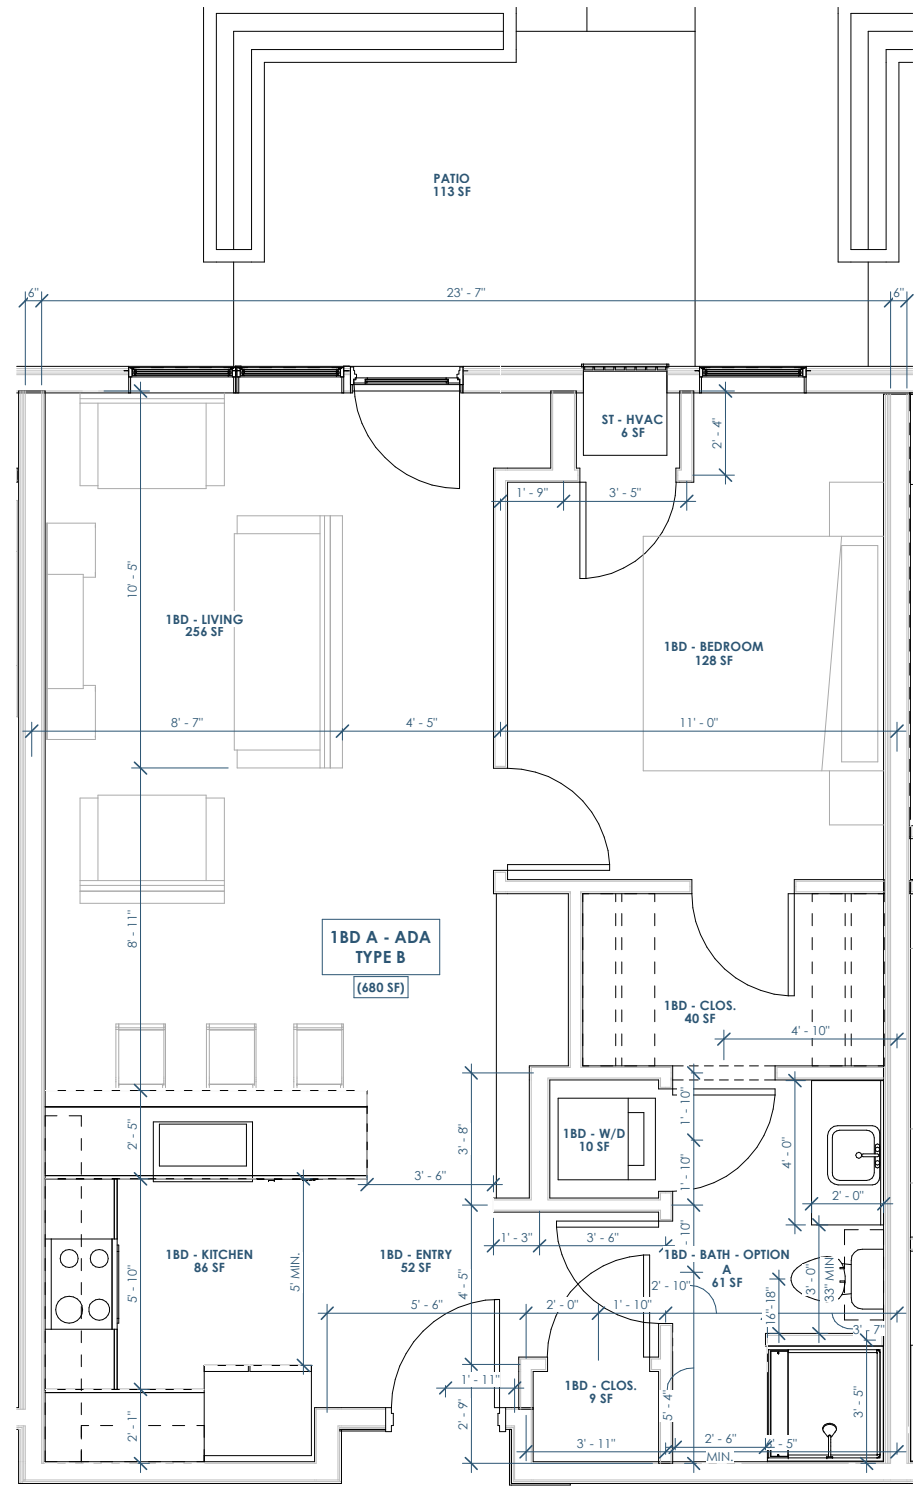 PATIO
113 SF
6"
23' - 7"
6"
ST - HVAC
6 SF
2' - 4"
1' - 9"
3' - 5"
10' - 5"
1BD - LIVING
256 SF
1BD - BEDROOM
128 SF
8' - 7"
4' - 5"
11' - 0"
8' - 11"
1BD A - ADA
TYPE B
(680 SF)
1BD - CLOS.
40 SF
4' - 10"
2' - 5"
3' - 8"
1BD - W/D
10 SF
1' - 10"
4' - 0"
1' - 10"
3' - 6"
2' - 0"
1' - 3"
3' - 6"
1BD - KITCHEN
86 SF
5' - 10"
5' MIN.
1BD - ENTRY
52 SF
4' - 5"
1BD - BATH - OPTION
A
61 SF
2' - 10"
16"-18"
3' - 0"
33" MIN
5' - 6"
2' - 0"
1' - 10"
3' - 7"
1' - 11"
1BD - CLOS.
9 SF
5' - 4"
3' - 5"
2' - 1"
2' - 9"
3' - 11"
2' - 6"
MIN.